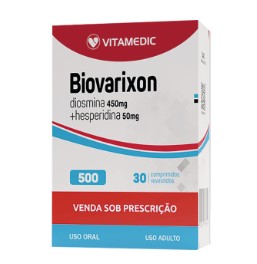 VITAMEDIC
Biovarixon
diosmina 450mg
+hesperidina 50mg
500
30 comprimidos
revestidos
VENDA SOB PRESCRIÇÃO
USO ORAL
USO ADULTO